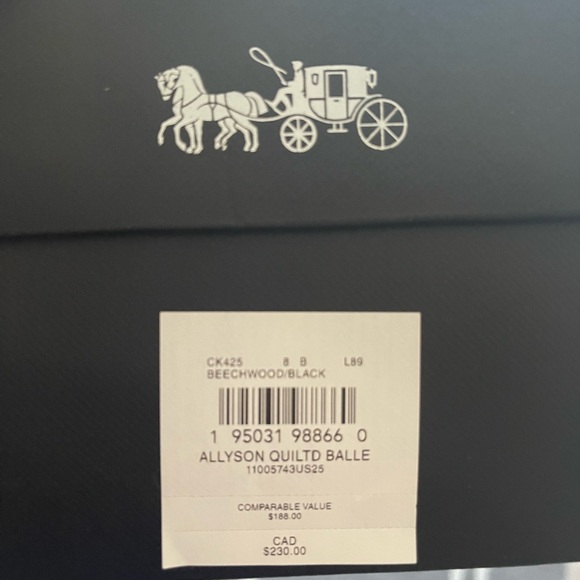 CK425 8 B L89
BEECHWOOD/BLACK
1 95031 98866 0
ALLYSON QUILTD BALLE
11005743US25
COMPARABLE VALUE
$188.00
CAD
$230.00